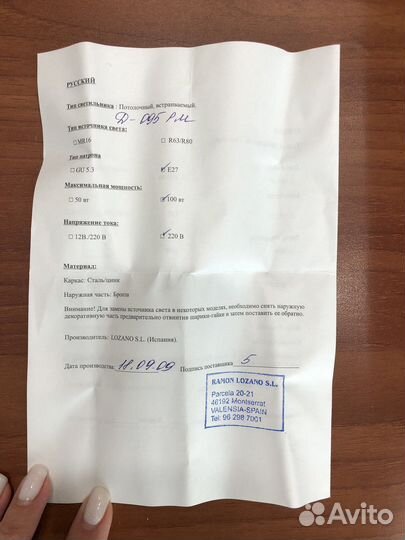 РУССКИЙ
Тип светильника : Потолочный, встраиваемый.
Д-095 РМ
Тип источника света:
□MR16 □ R63/R80
Тип патрона
□ GU 5.3 ☑E27
Максимальная мощность:
□ 50 вт ☑100 вт
Напряжение тока:
□ 12В./220 В ☑ 220 В
Материал:
Каркас: Сталь/цинк
Наружная часть: Бронза
Внимание! Для замены источника света в некоторых моделях, необходимо снять наружную
декоративную часть предварительно отвинтив шарики-гайки и затем поставить ее обратно.
Производитель: LOZANO S.L. (Испания).
Дата производства: 18.09.09 Подпись поставщика 5
RAMON LOZANO S.L.
Parcela 20-21
46192 Montserrat
VALENSIA-SPAIN
Tel: 96 298 7001
Avito